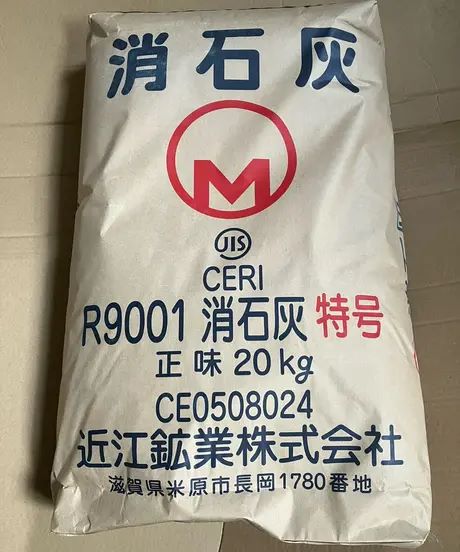 消石灰
M
JIS
CERI
R9001 消石灰 特号
正味 20kg
CE0508024
近江鉱業株式会社
滋賀県米原市長岡1780番地